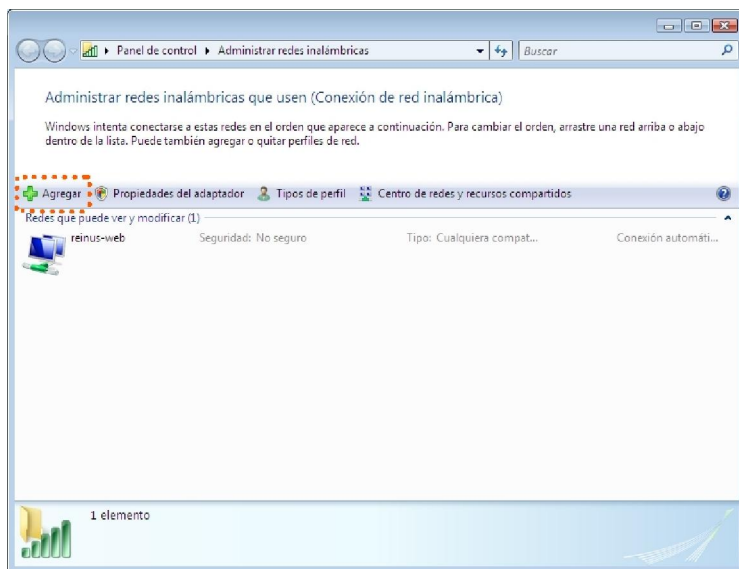 Panel de control Administrar redes inalámbricas Buscar
Administrar redes inalámbricas que usen (Conexión de red inalámbrica)
Windows intenta conectarse a estas redes en el orden que aparece a continuación. Para cambiar el orden, arrastre una red arriba o abajo
dentro de la lista. Puede también agregar o quitar perfiles de red.
Agregar Propiedades del adaptador Tipos de perfil Centro de redes y recursos compartidos
Redes que puede ver y modificar (1)
reinus-web Seguridad: No seguro Tipo: Cualquiera compat... Conexión automáti...
1 elemento